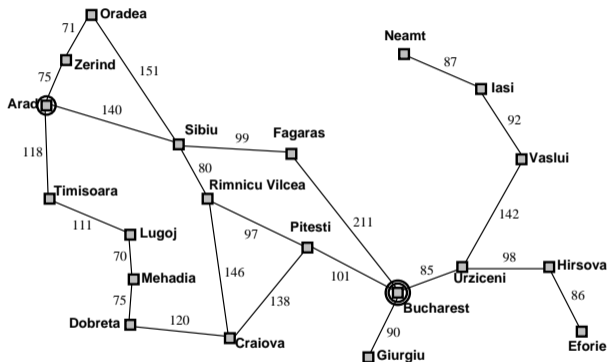 Oradea
71
Neamt
87
Zerind
75
151
Iasi
Arad
140
92
Sibiu
99
Fagaras
118
Vaslui
80
Timisoara
Rimnicu Vilcea
111
Lugoj
97
Pitesti
211
142
70
Mehadia
146
101
85
98
Hirsova
Urziceni
75
138
86
Bucharest
Dobreta
120
Craiova
90
Giurgiu
Eforie